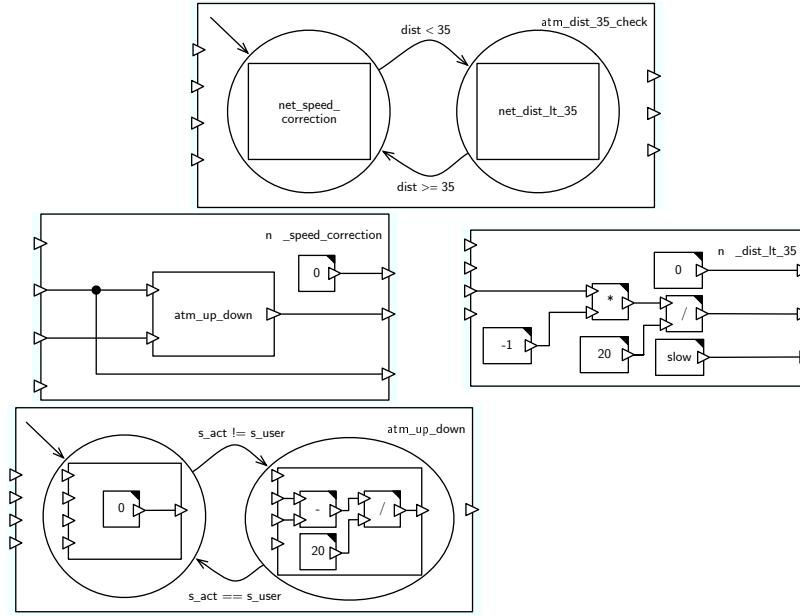 atm_dist_35_check
dist < 35
net_speed_
correction
net_dist_lt_35
dist >= 35
n _speed_correction
0
atm_up_down
n _dist_lt_35
0
*
/
-1
20
slow
atm_up_down
s_act != s_user
0
-
/
20
s_act == s_user